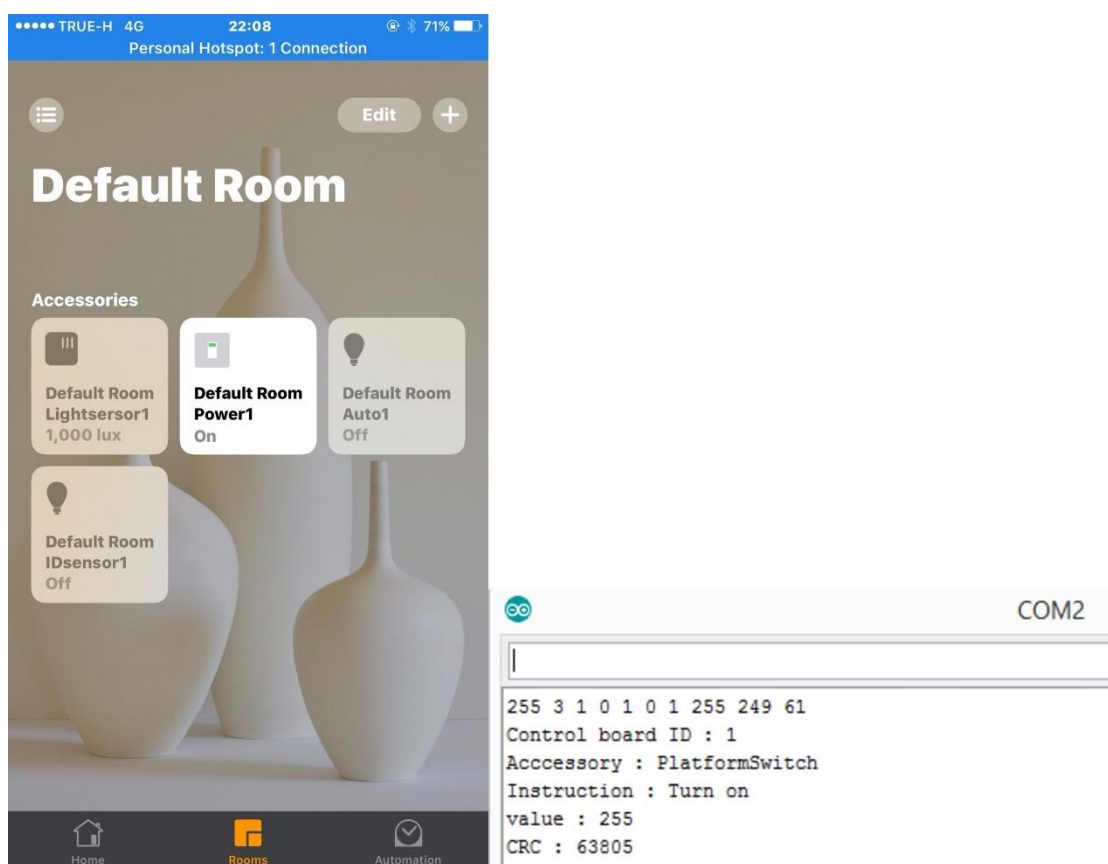 TRUE-H 4G 22:08 71%
Personal Hotspot: 1 Connection
Edit +
Default Room
Accessories
Default Room
Lightsersor1
1,000 lux
Default Room
Power1
On
Default Room
Auto1
Off
Default Room
IDsensor1
Off
Home Rooms Automation
COM2
255 3 1 0 1 0 1 255 249 61
Control board ID : 1
Acccessory : PlatformSwitch
Instruction : Turn on
value : 255
CRC : 63805